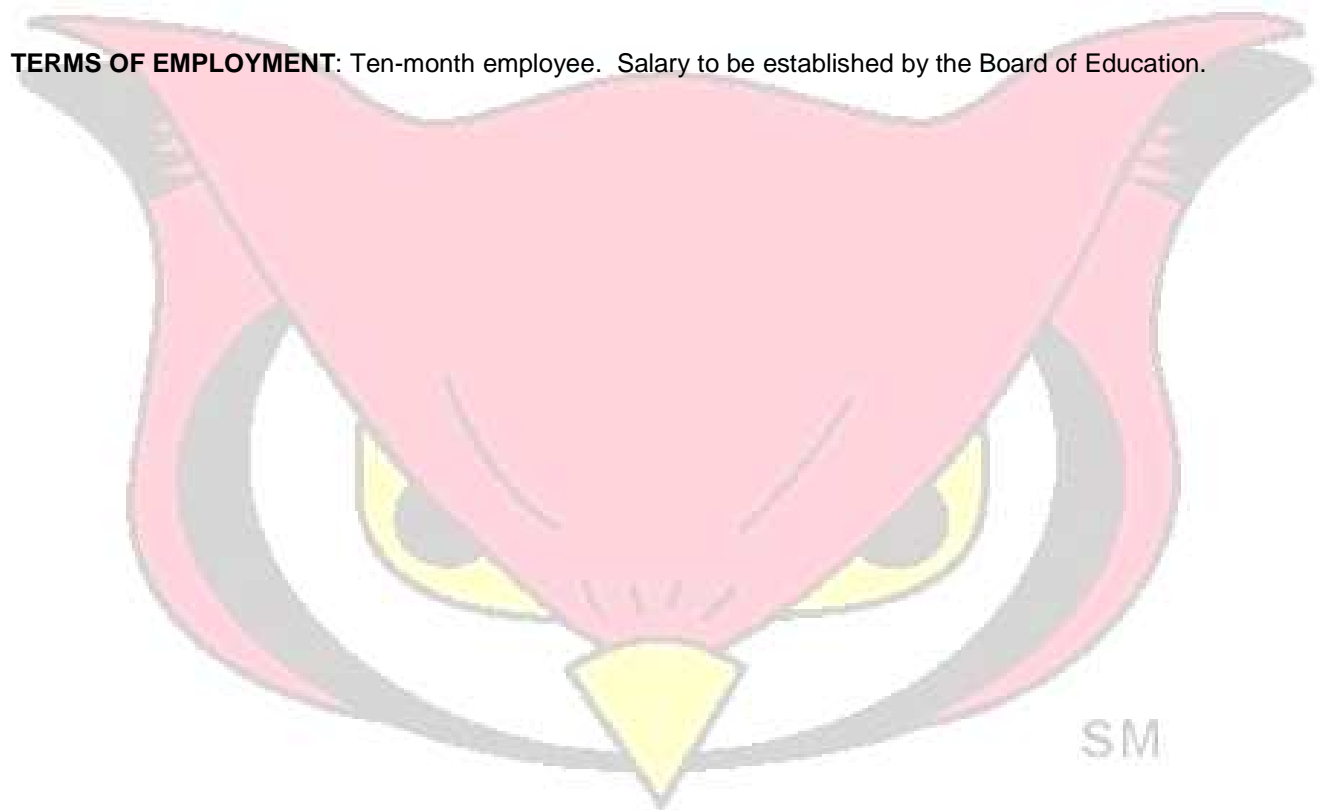 TERMS OF EMPLOYMENT: Ten-month employee.  Salary to be established by the Board of Education.
SM